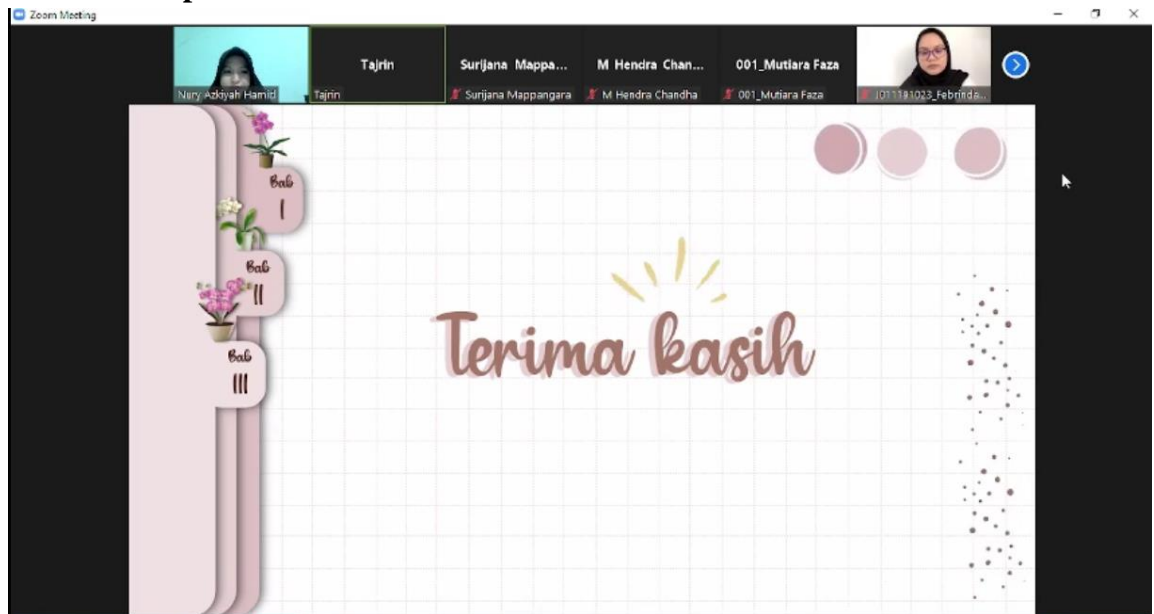 Zoom Meeting
Tajrin
Surijana Mappa...
M Hendra Chan...
001_Mutiara Faza
Nury Azkiyah Hamid
Tajrin
Surijana Mappangara
M Hendra Chandha
001_Mutiara Faza
J011191023_Febrinda...
Bab
I
Bab
II
Bab
III
Terima kasih